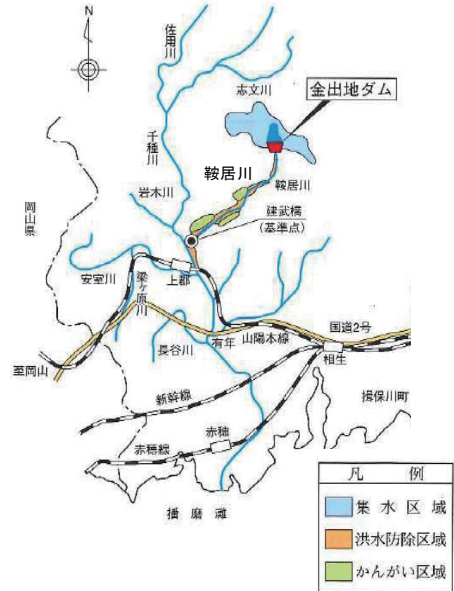 N
佐用川
志文川
金出地ダム
千種川
鞍居川
鞍居川
岩木川
建武橋
(基準点)
岡山県
安室川
梁ヶ原川
上郡
長谷川
有年
山陽本線
国道2号
相生
至岡山
新幹線
揖保川町
赤穂線
赤穂
播磨灘
凡 例
集水区域
洪水防除区域
かんがい区域